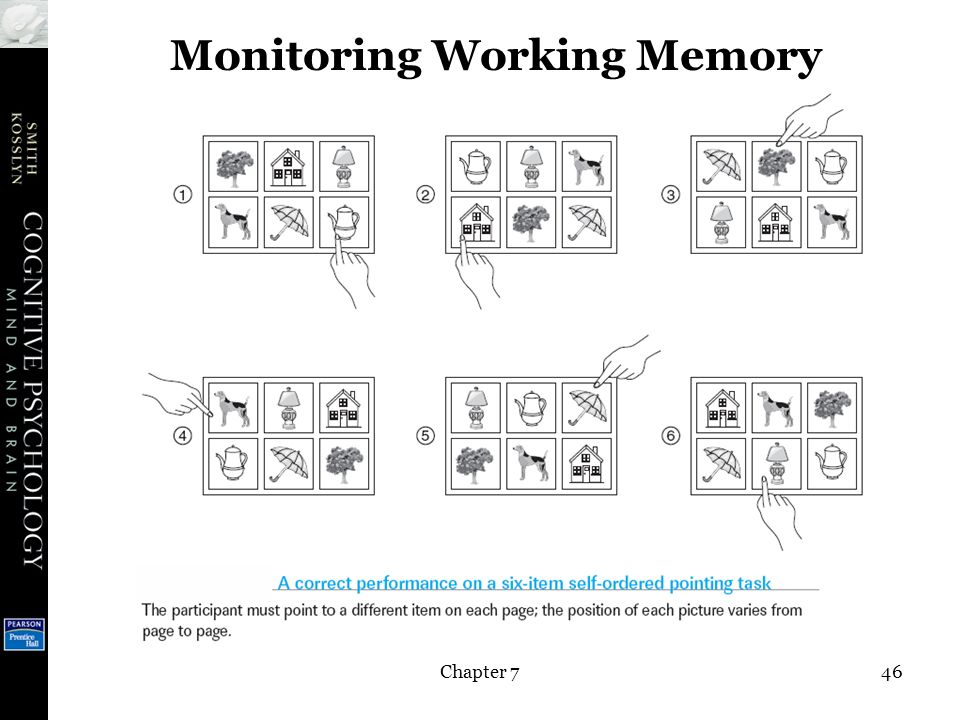 Monitoring Working Memory
SMITH
KOSSLYN
COGNITIVE PSYCHOLOGY
MIND AND BRAIN
PEARSON
Prentice
Hall
1
2
3
4
5
6
A correct performance on a six-item self-ordered pointing task
The participant must point to a different item on each page; the position of each picture varies from
page to page.
Chapter 7
46